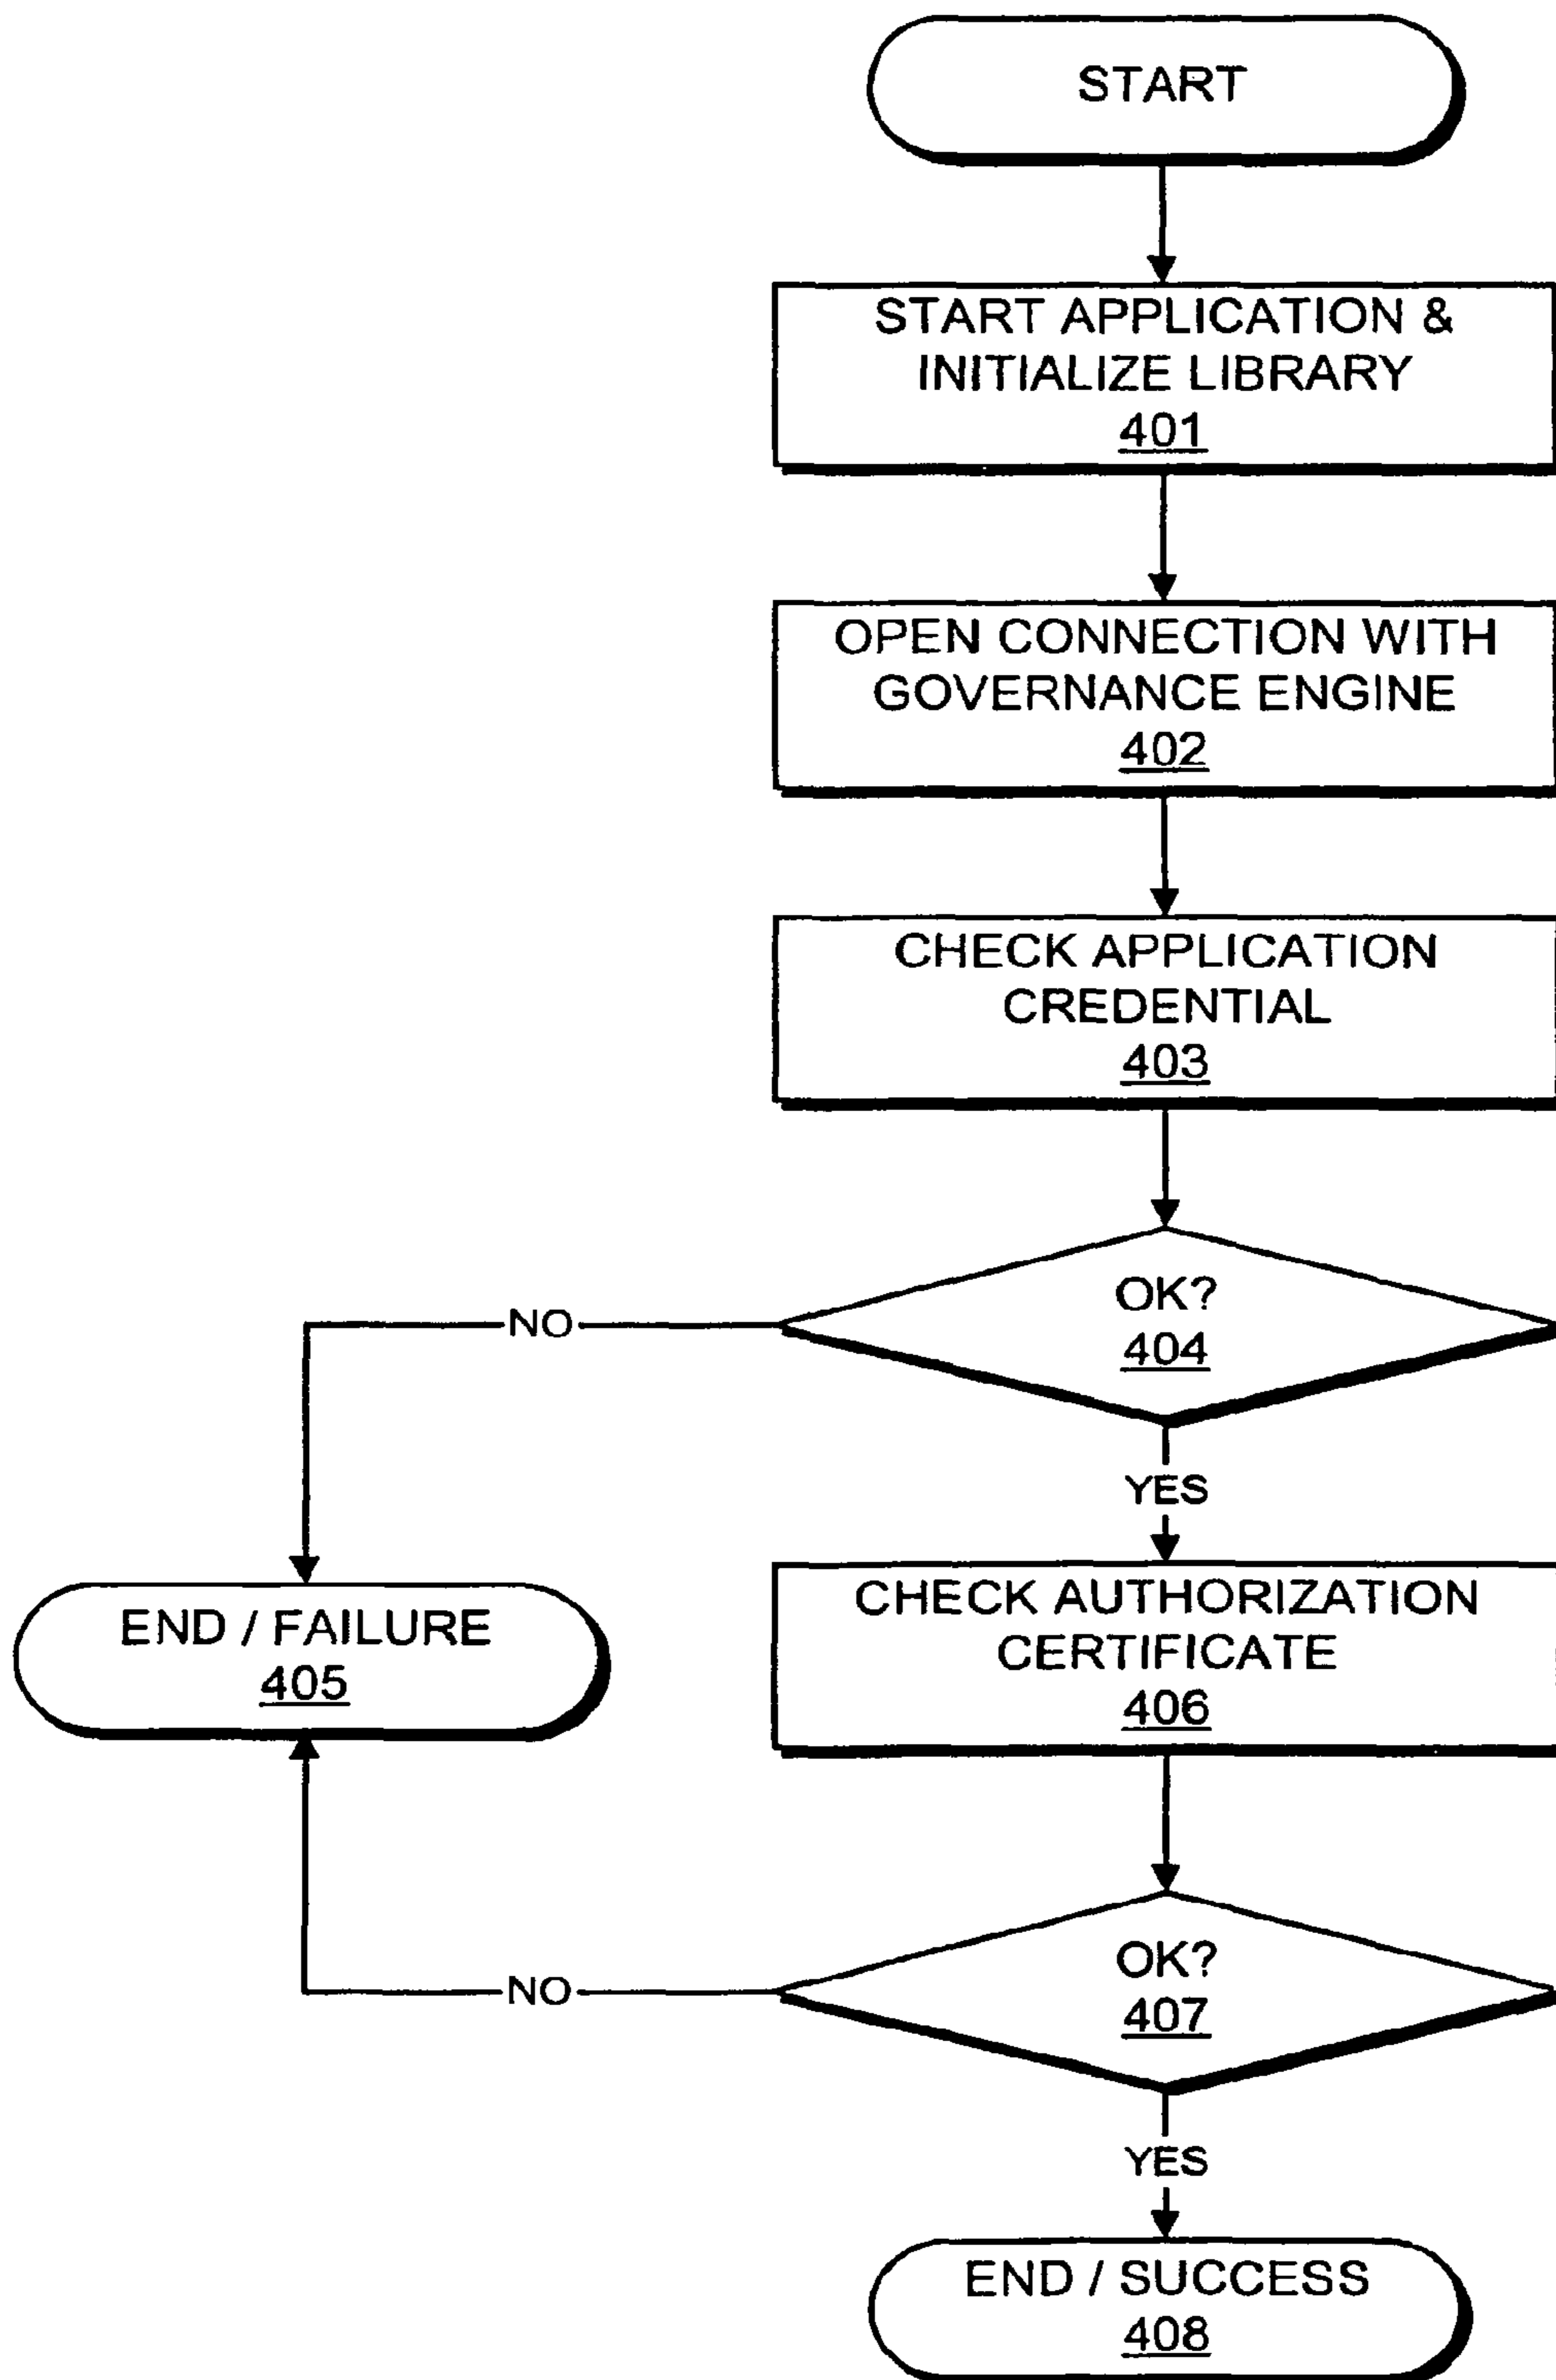 START
START APPLICATION &
INITIALIZE LIBRARY
401
OPEN CONNECTION WITH
GOVERNANCE ENGINE
402
CHECK APPLICATION
CREDENTIAL
403
OK?
404
NO
YES
END / FAILURE
405
CHECK AUTHORIZATION
CERTIFICATE
406
OK?
407
NO
YES
END / SUCCESS
408